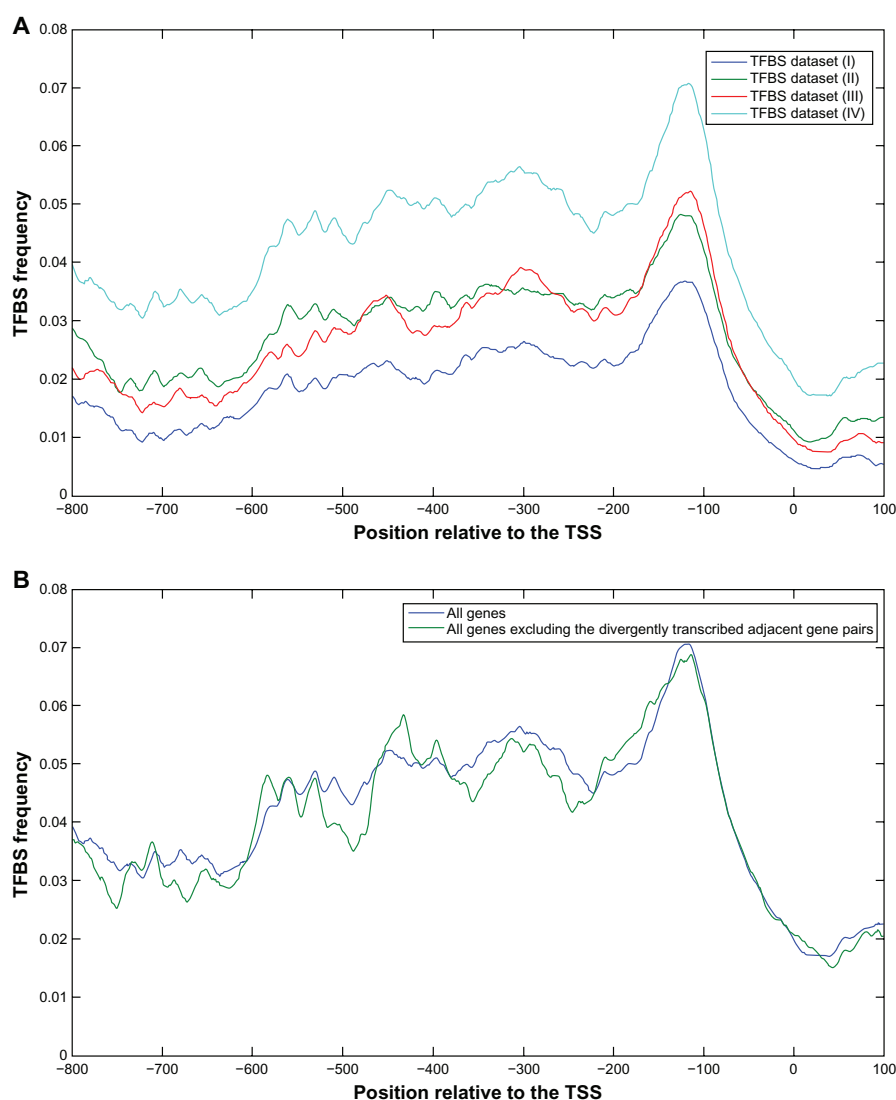 A
0.08
0.07
0.06
0.05
0.04
0.03
0.02
0.01
0
TFBS frequency
TFBS dataset (I)
TFBS dataset (II)
TFBS dataset (III)
TFBS dataset (IV)
−800 −700 −600 −500 −400 −300 −200 −100 0 100
Position relative to the TSS
B
0.08
0.07
0.06
0.05
0.04
0.03
0.02
0.01
0
TFBS frequency
All genes
All genes excluding the divergently transcribed adjacent gene pairs
−800 −700 −600 −500 −400 −300 −200 −100 0 100
Position relative to the TSS